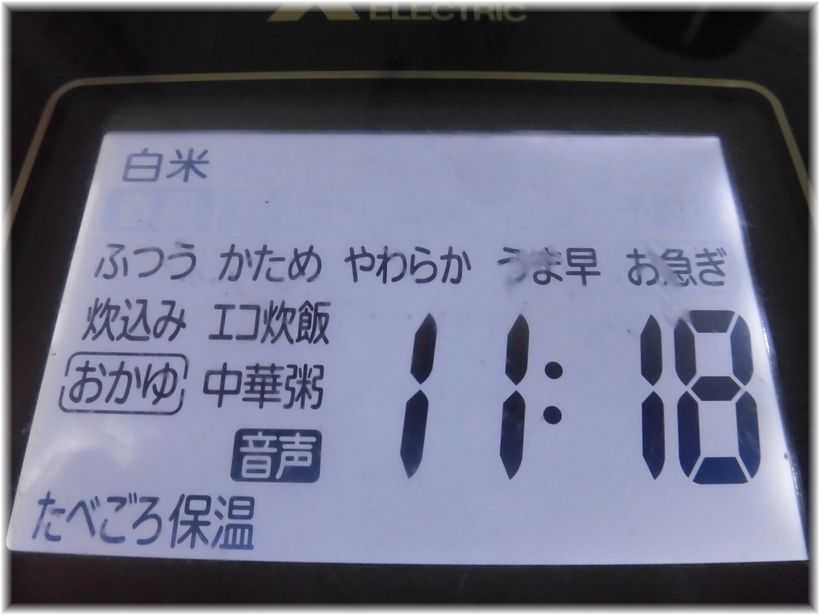 ELECTRIC
白米
ふつう かため やわらか うま早 お急ぎ
炊込み エコ炊飯
おかゆ 中華粥
11:18
音声
たべごろ保温